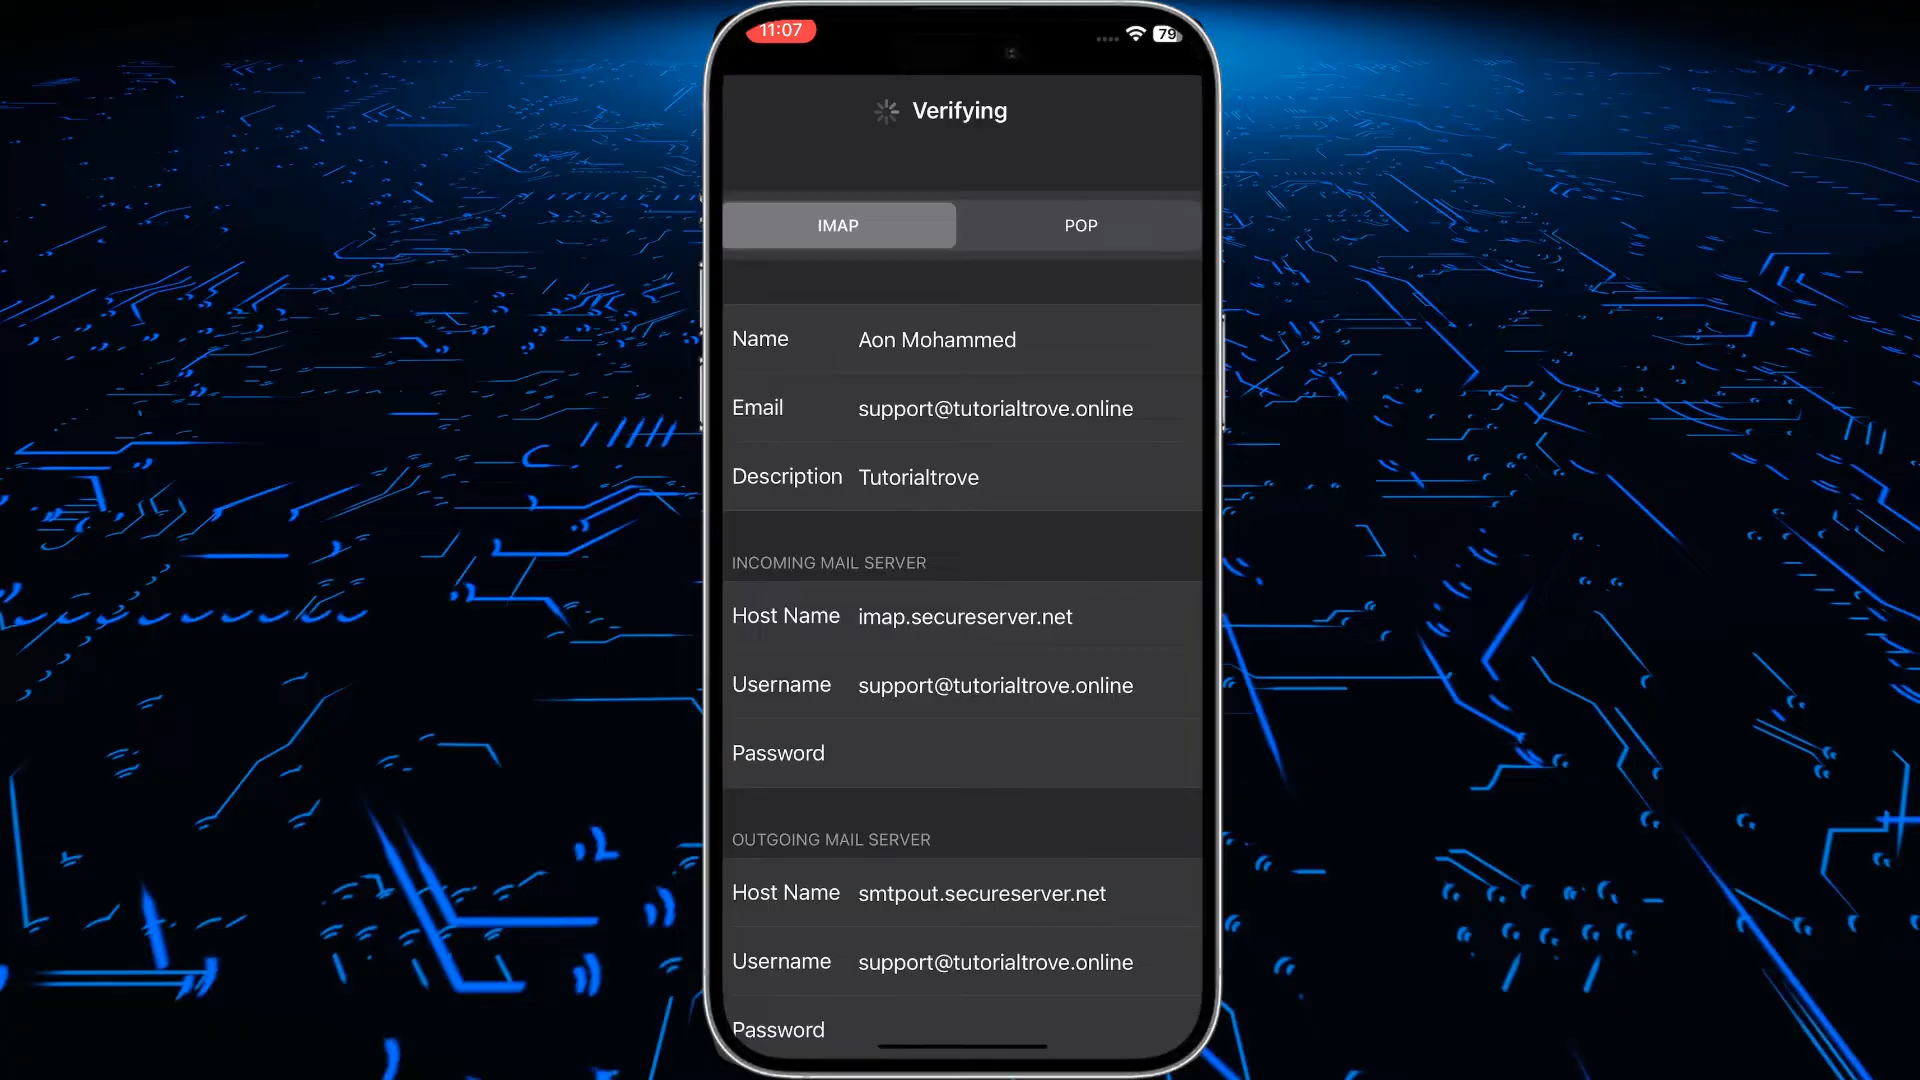 11:07
79
Verifying
IMAP
POP
Name Aon Mohammed
Email support@tutorialtrove.online
Description Tutorialtrove
INCOMING MAIL SERVER
Host Name imap.secureserver.net
Username support@tutorialtrove.online
Password
OUTGOING MAIL SERVER
Host Name smtpout.secureserver.net
Username support@tutorialtrove.online
Password